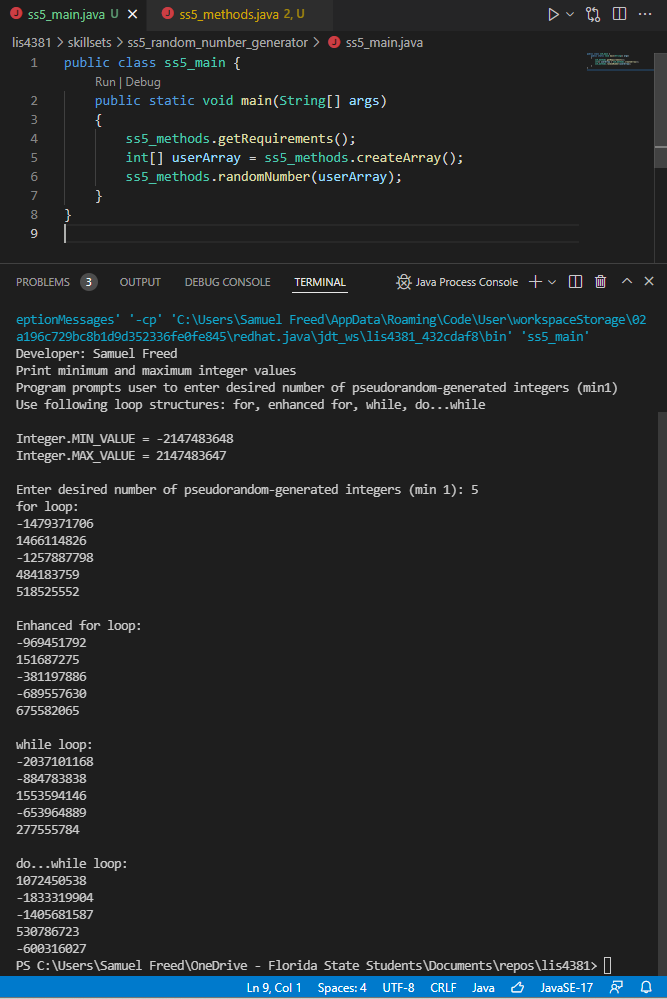 ss5_main.java U
ss5_methods.java 2, U
lis4381 > skillsets > ss5_random_number_generator > ss5_main.java
1 public class ss5_main {
Run | Debug
2 public static void main(String[] args)
3 {
4 ss5_methods.getRequirements();
5 int[] userArray = ss5_methods.createArray();
6 ss5_methods.randomNumber(userArray);
7 }
8 }
9
PROBLEMS 3 OUTPUT DEBUG CONSOLE TERMINAL Java Process Console
eptionMessages' '-cp' 'C:\Users\Samuel Freed\AppData\Roaming\Code\User\workspaceStorage\02
a196c729bc8b1d9d352336fe0fe845\redhat.java\jdt_ws\lis4381_432cdaf8\bin' 'ss5_main'
Developer: Samuel Freed
Print minimum and maximum integer values
Program prompts user to enter desired number of pseudorandom-generated integers (min1)
Use following loop structures: for, enhanced for, while, do...while
Integer.MIN_VALUE = -2147483648
Integer.MAX_VALUE = 2147483647
Enter desired number of pseudorandom-generated integers (min 1): 5
for loop:
-1479371706
1466114826
-1257887798
484183759
518525552
Enhanced for loop:
-969451792
151687275
-381197886
-689557630
675582065
while loop:
-2037101168
-884783838
1553594146
-653964889
277555784
do...while loop:
1072450538
-1833319904
-1405681587
530786723
-600316027
PS C:\Users\Samuel Freed\OneDrive - Florida State Students\Documents\repos\lis4381>
Ln 9, Col 1 Spaces: 4 UTF-8 CRLF Java JavaSE-17